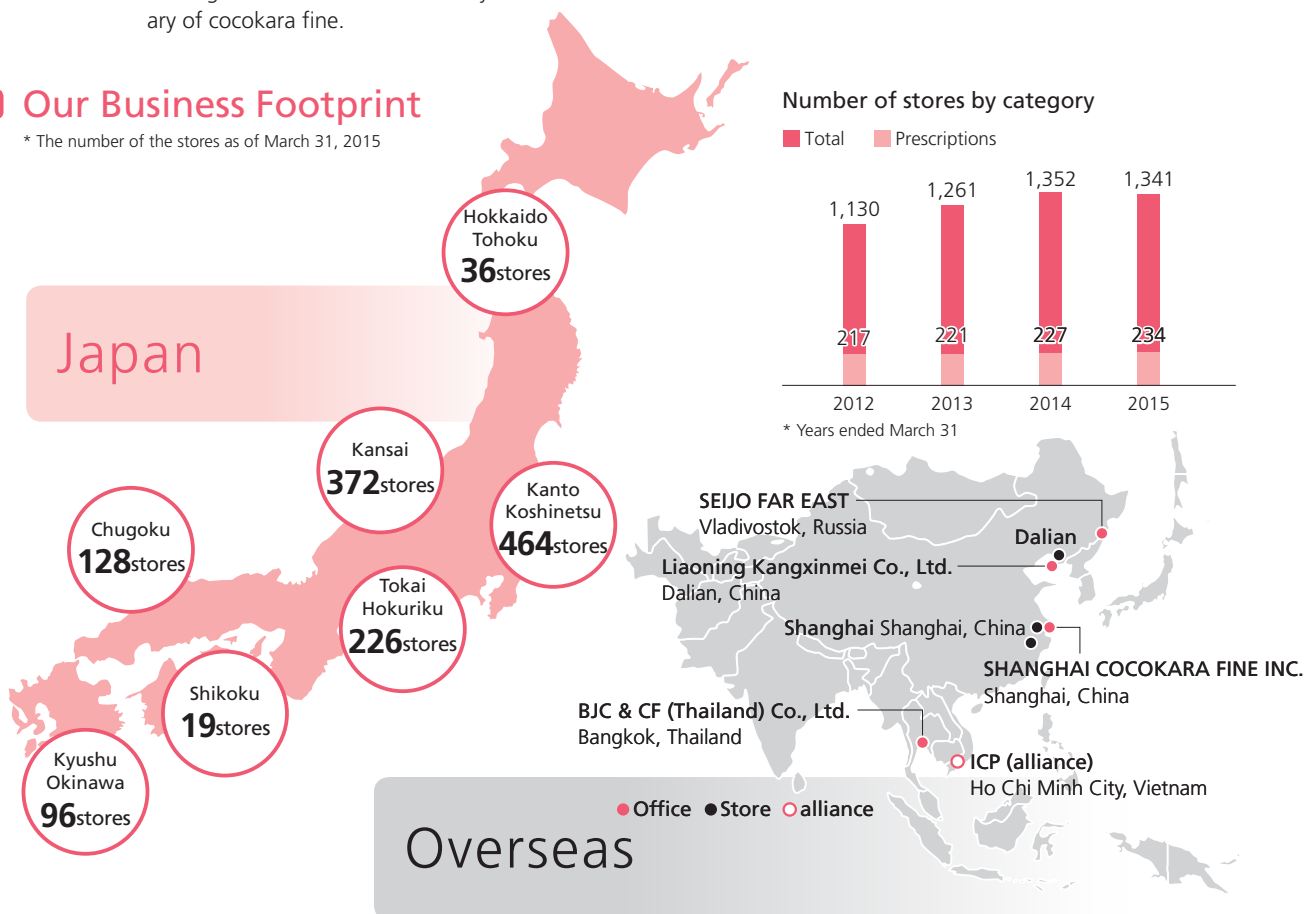 ary of cocokara fine.
Our Business Footprint
* The number of the stores as of March 31, 2015
Japan
Hokkaido
Tohoku
36stores
Kansai
372stores
Kanto
Koshinetsu
464stores
Chugoku
128stores
Tokai
Hokuriku
226stores
Shikoku
19stores
Kyushu
Okinawa
96stores
Number of stores by category
Total Prescriptions
1,130 1,261 1,352 1,341
217 221 227 234
2012 2013 2014 2015
* Years ended March 31
SEIJO FAR EAST
Vladivostok, Russia
Dalian
Liaoning Kangxinmei Co., Ltd.
Dalian, China
Shanghai Shanghai, China
SHANGHAI COCOKARA FINE INC.
Shanghai, China
BJC & CF (Thailand) Co., Ltd.
Bangkok, Thailand
ICP (alliance)
Ho Chi Minh City, Vietnam
Office Store alliance
Overseas